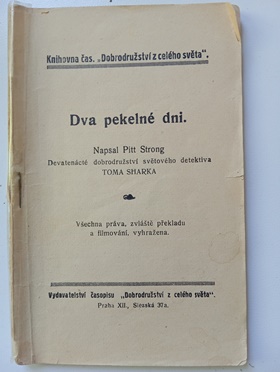 Knihovna čas. „Dobrodružství z celého světa".
Dva pekelné dni.
Napsal Pitt Strong
Devatenácté dobrodružství světového detektiva
TOMA SHARKA
Všechna práva, zvláště překladu
a filmování, vyhražena.
Vydavatelství časopisu „Dobrodružství z celého světa".
Praha XII., Slezská 37a.